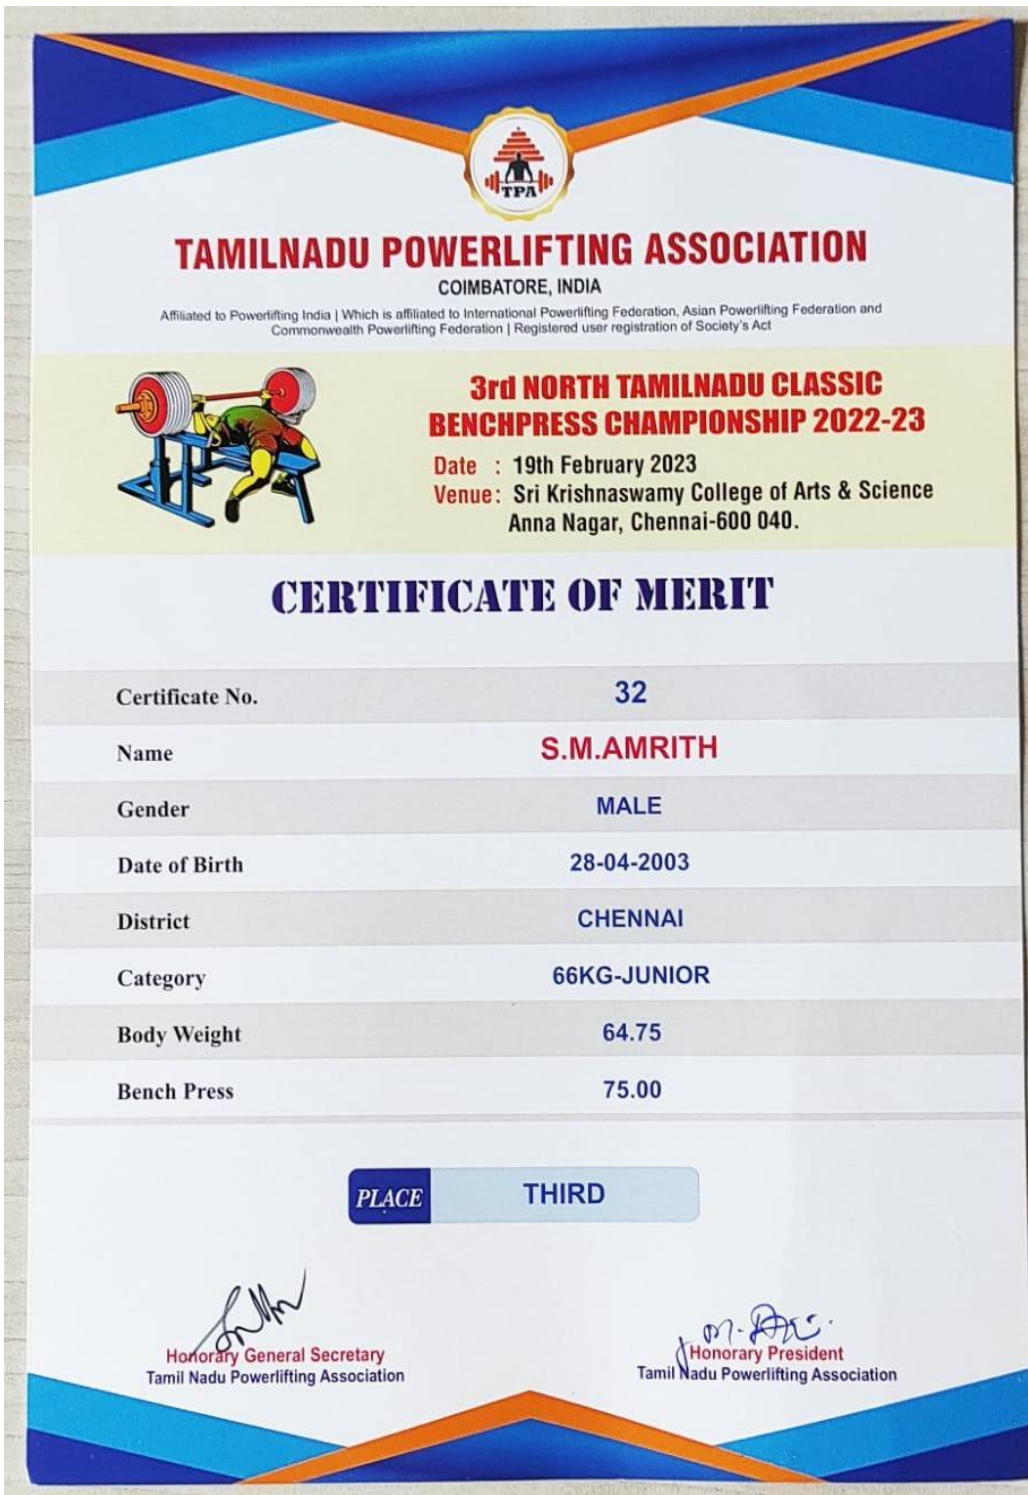 TPA
TAMILNADU POWERLIFTING ASSOCIATION
COIMBATORE, INDIA
Affiliated to Powerlifting India | Which is affiliated to International Powerlifting Federation, Asian Powerlifting Federation and
Commonwealth Powerlifting Federation | Registered user registration of Society's Act
3rd NORTH TAMILNADU CLASSIC
BENCHPRESS CHAMPIONSHIP 2022-23
Date : 19th February 2023
Venue: Sri Krishnaswamy College of Arts & Science
Anna Nagar, Chennai-600 040.
CERTIFICATE OF MERIT
Certificate No. 32
Name S.M.AMRITH
Gender MALE
Date of Birth 28-04-2003
District CHENNAI
Category 66KG-JUNIOR
Body Weight 64.75
Bench Press 75.00
PLACE THIRD
Honorary General Secretary
Tamil Nadu Powerlifting Association
Honorary President
Tamil Nadu Powerlifting Association